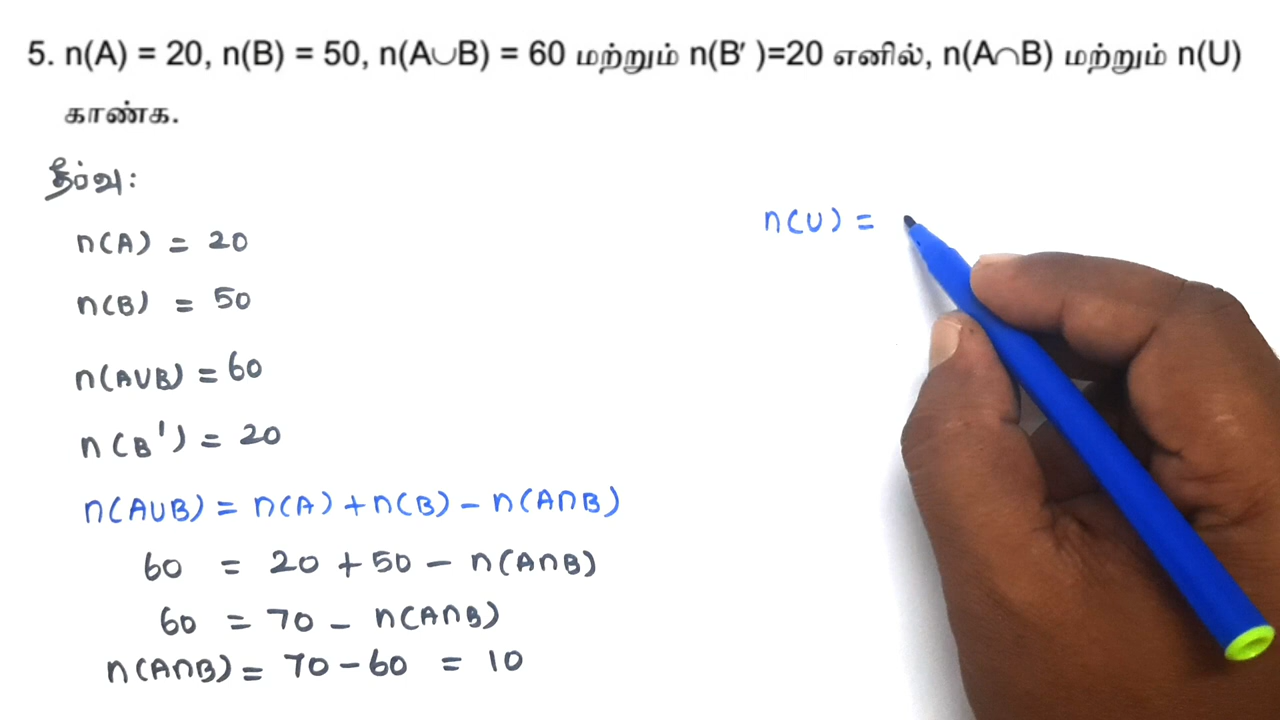 5. n(A) = 20, n(B) = 50, n(A∪B) = 60 மற்றும் n(B′ )=20 எனில், n(A∩B) மற்றும் n(U)
காண்க.
தீர்வு:
n(A) = 20
n(B) = 50
n(A∪B) = 60
n(B') = 20
n(A∪B) = n(A) + n(B) - n(A∩B)
60 = 20 + 50 - n(A∩B)
60 = 70 - n(A∩B)
n(A∩B) = 70 - 60 = 10
n(U) =